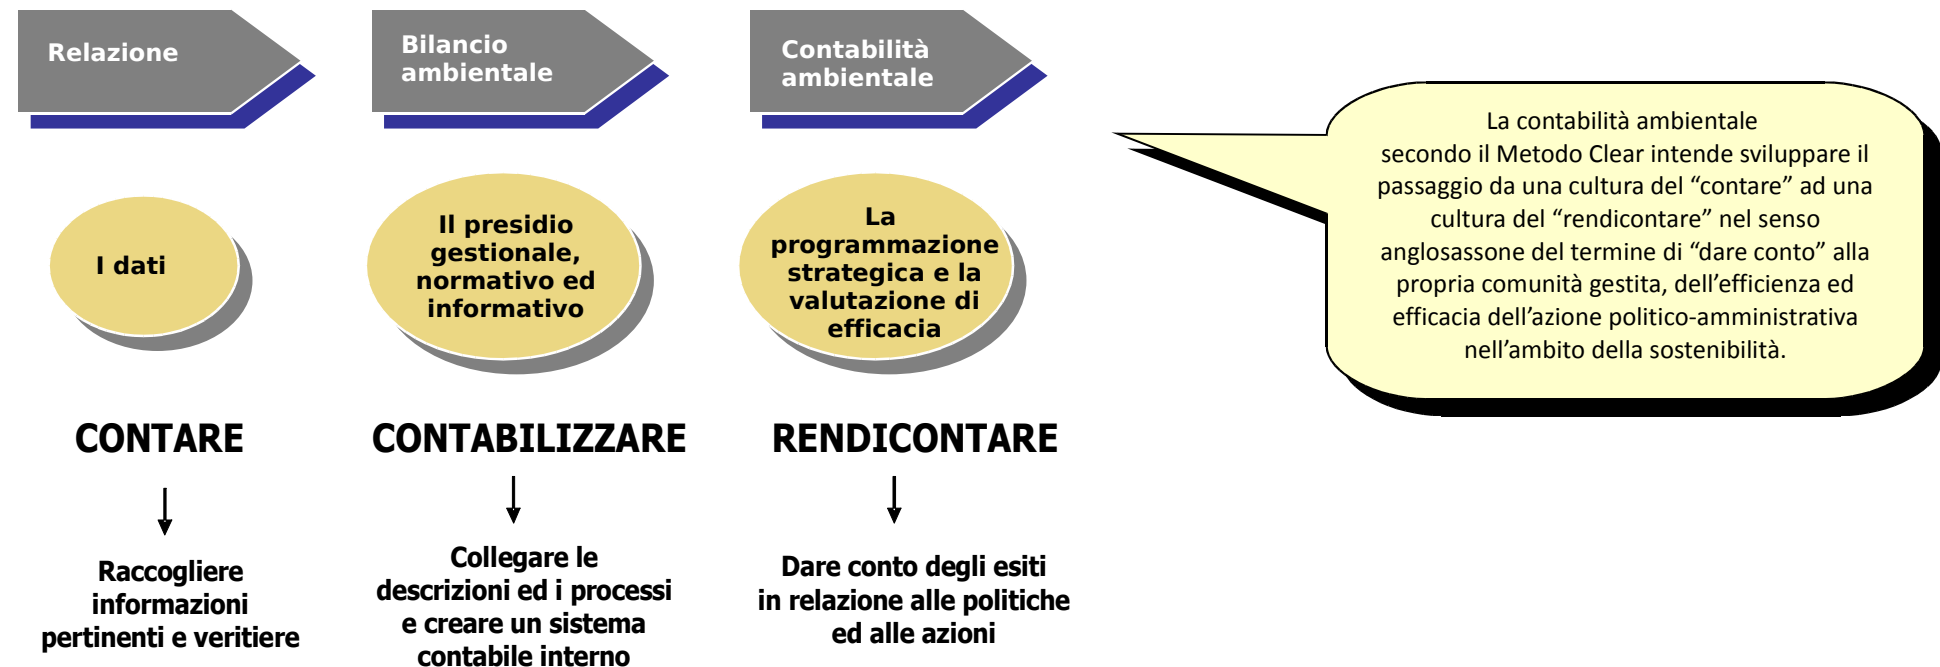 Relazione
Bilancio
ambientale
Contabilità
ambientale
I dati
Il presidio
gestionale,
normativo ed
informativo
La
programmazione
strategica e la
valutazione di
efficacia
CONTARE
CONTABILIZZARE
RENDICONTARE
Raccogliere
informazioni
pertinenti e veritiere
Collegare le
descrizioni ed i processi
e creare un sistema
contabile interno
Dare conto degli esiti
in relazione alle politiche
ed alle azioni
La contabilità ambientale
secondo il Metodo Clear intende sviluppare il
passaggio da una cultura del “contare” ad una
cultura del “rendicontare” nel senso
anglosassone del termine di “dare conto” alla
propria comunità gestita, dell’efficienza ed
efficacia dell’azione politico-amministrativa
nell’ambito della sostenibilità.